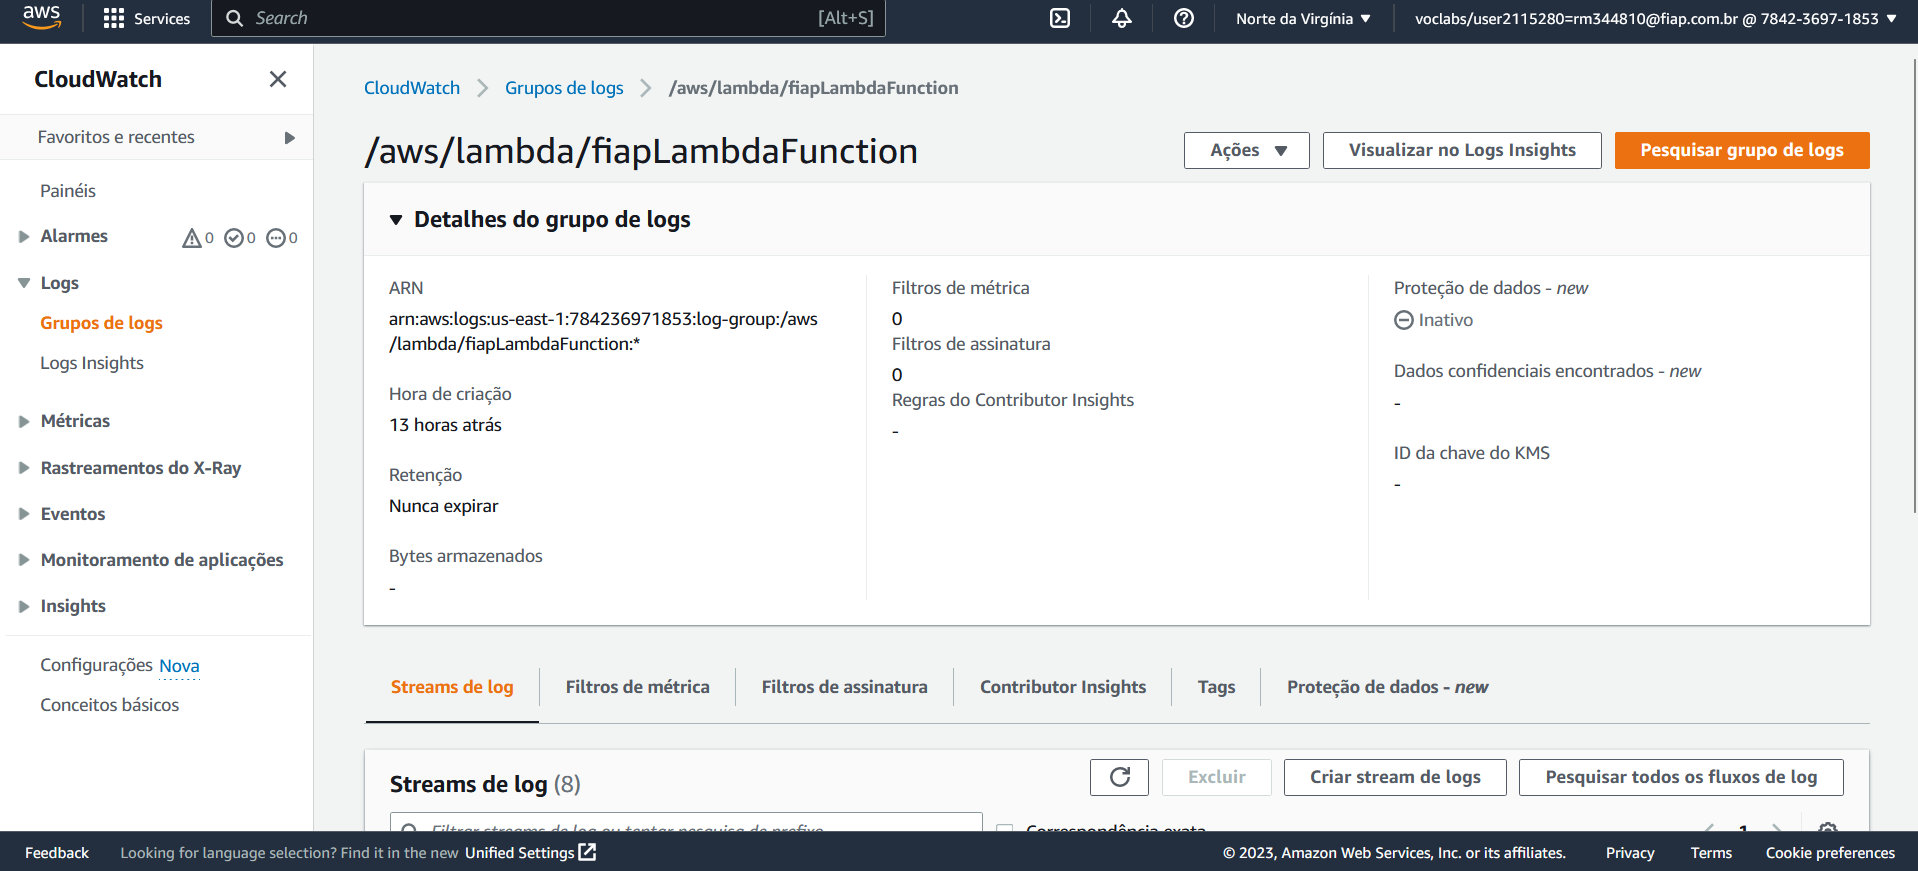 aws
Services
Search
[Alt+S]
Norte da Virgínia
voclabs/user2115280=rm344810@fiap.com.br @ 7842-3697-1853
CloudWatch
Favoritos e recentes
Painéis
Alarmes
0
0
0
Logs
Grupos de logs
Logs Insights
Métricas
Rastreamentos do X-Ray
Eventos
Monitoramento de aplicações
Insights
Configurações Nova
Conceitos básicos
CloudWatch
Grupos de logs
/aws/lambda/fiapLambdaFunction
/aws/lambda/fiapLambdaFunction
Ações
Visualizar no Logs Insights
Pesquisar grupo de logs
Detalhes do grupo de logs
ARN
arn:aws:logs:us-east-1:784236971853:log-group:/aws
/lambda/fiapLambdaFunction:*
Hora de criação
13 horas atrás
Retenção
Nunca expirar
Bytes armazenados
-
Filtros de métrica
0
Filtros de assinatura
0
Regras do Contributor Insights
-
Proteção de dados - new
Inativo
Dados confidenciais encontrados - new
-
ID da chave do KMS
-
Streams de log
Filtros de métrica
Filtros de assinatura
Contributor Insights
Tags
Proteção de dados - new
Streams de log (8)
Excluir
Criar stream de logs
Pesquisar todos os fluxos de log
Filtrar streams de log ou tentar pesquisa de prefixo
Correspondência exata
1
Feedback
Looking for language selection? Find it in the new Unified Settings
© 2023, Amazon Web Services, Inc. or its affiliates.
Privacy
Terms
Cookie preferences